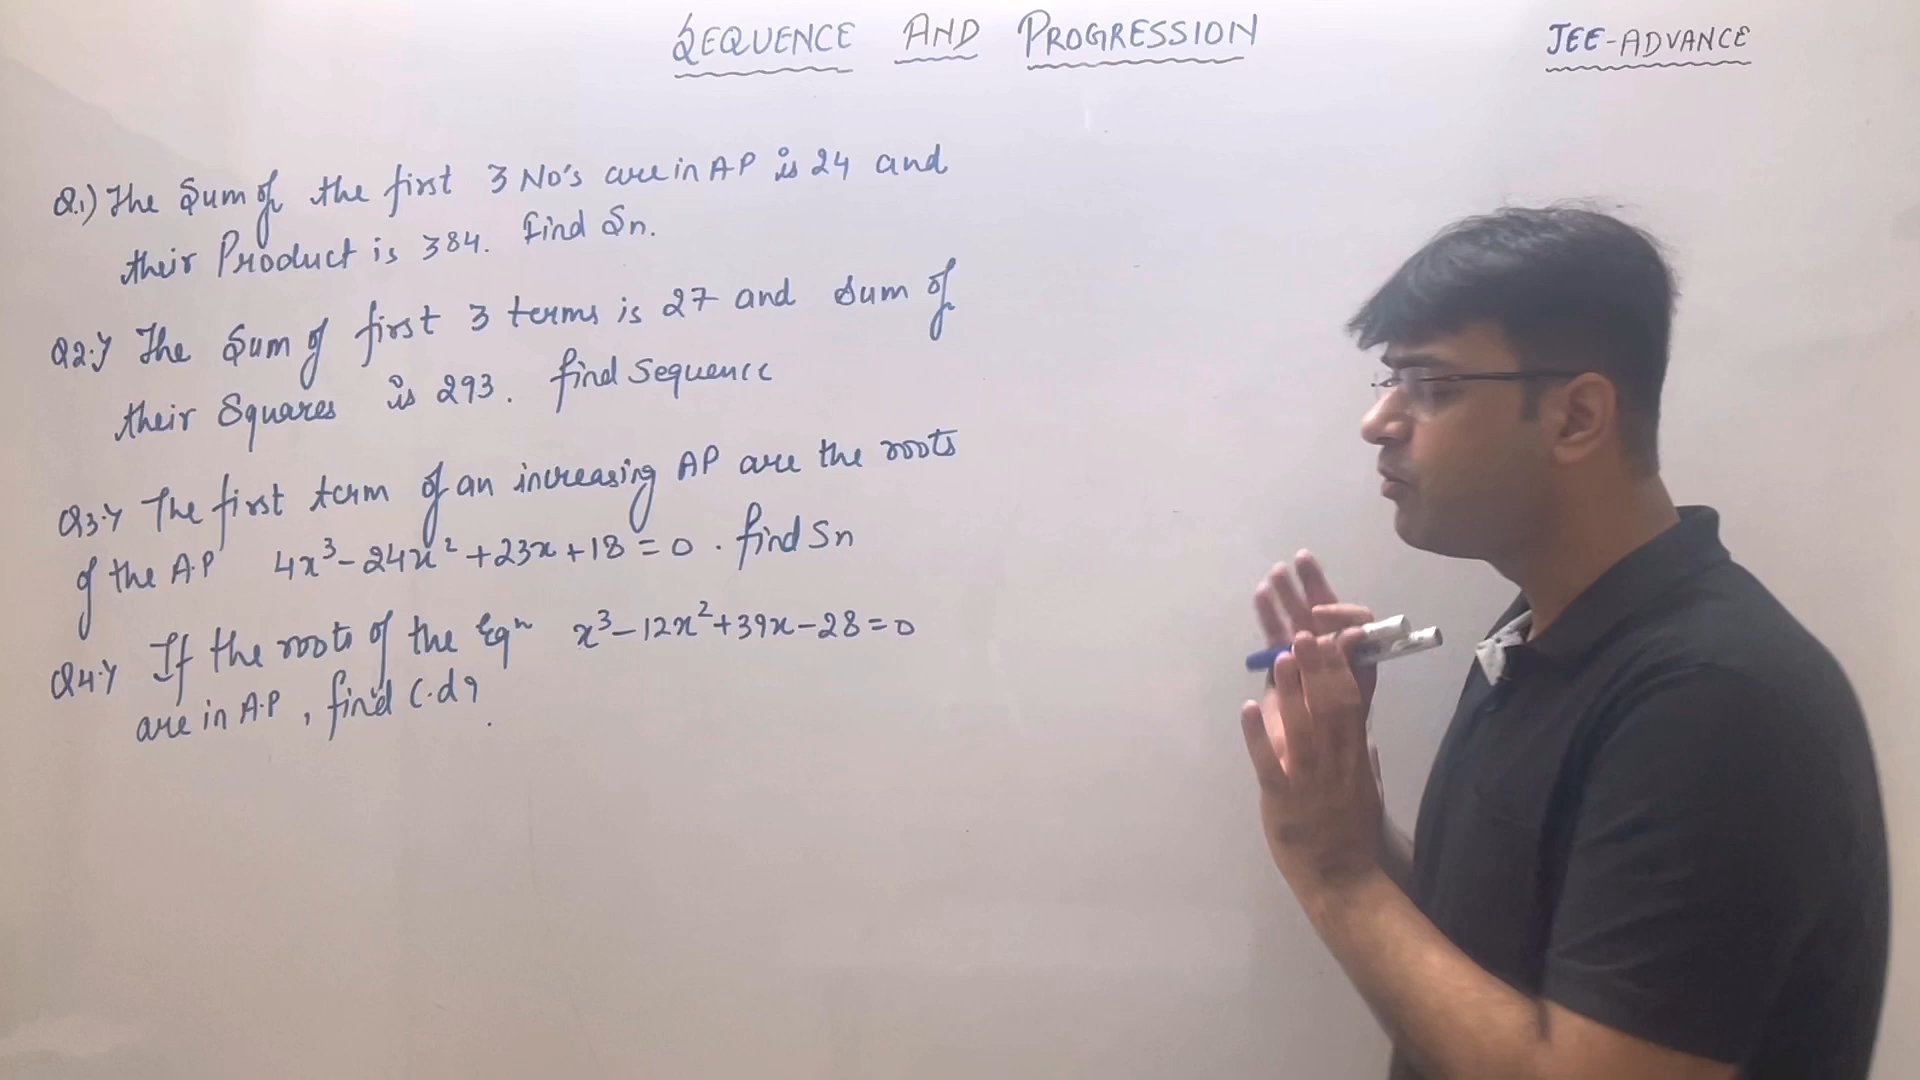 SEQUENCE AND PROGRESSION
JEE-ADVANCE
Q.1) The Sum of the first 3 No's are in AP is 24 and
their Product is 384. Find Sn.
Q2.) The Sum of first 3 terms is 27 and Sum of
their Squares is 293. find Sequence
Q3.) The first term of an increasing AP are the roots
of the A.P 4x³-24x²+23x+18=0. find Sn
Q4.) If the roots of the Eqⁿ x³-12x²+39x-28=0
are in A.P, find C.d?